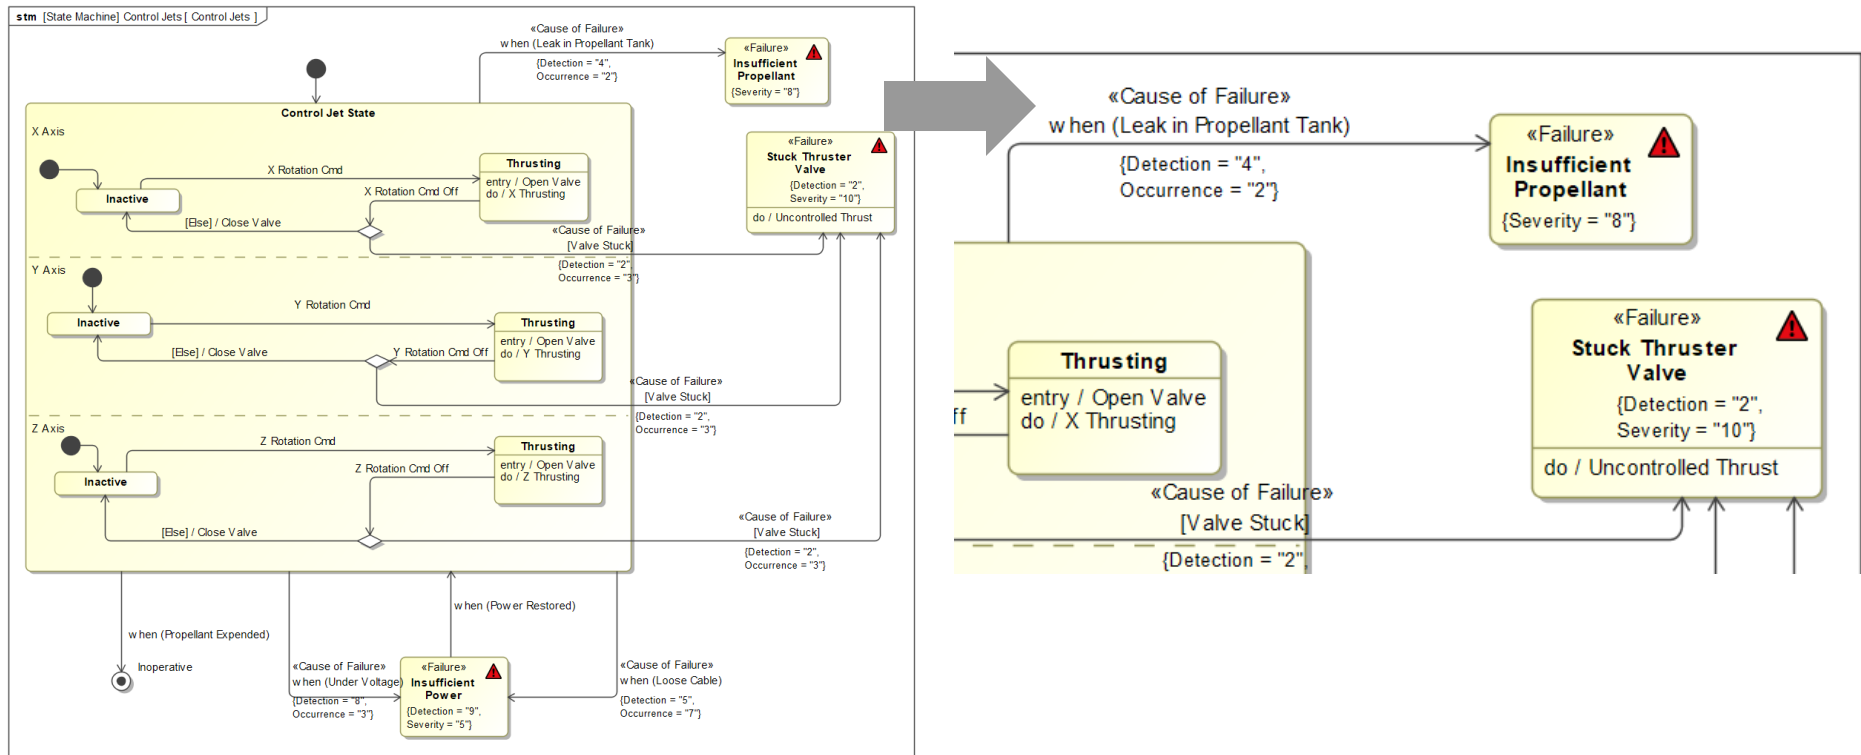 stm [State Machine] Control Jets [ Control Jets ]
«Cause of Failure»
when (Leak in Propellant Tank)
{Detection = "4",
Occurrence = "2"}
«Failure»
Insufficient
Propellant
{Severity = "8"}
Control Jet State
X Axis
Inactive
X Rotation Cmd
Thrusting
entry / Open Valve
do / X Thrusting
X Rotation Cmd Off
[Else] / Close Valve
«Cause of Failure»
[Valve Stuck]
{Detection = "2",
Occurrence = "3"}
«Failure»
Stuck Thruster
Valve
{Detection = "2",
Severity = "10"}
do / Uncontrolled Thrust
Y Axis
Inactive
Y Rotation Cmd
Thrusting
entry / Open Valve
do / Y Thrusting
Y Rotation Cmd Off
[Else] / Close Valve
«Cause of Failure»
[Valve Stuck]
{Detection = "2",
Occurrence = "3"}
Z Axis
Inactive
Z Rotation Cmd
Thrusting
entry / Open Valve
do / Z Thrusting
Z Rotation Cmd Off
[Else] / Close Valve
«Cause of Failure»
[Valve Stuck]
{Detection = "2",
Occurrence = "3"}
when (Propellant Expended)
Inoperative
when (Power Restored)
«Cause of Failure»
when (Under Voltage)
{Detection = "8",
Occurrence = "3"}
«Failure»
Insufficient
Power
{Detection = "9",
Severity = "5"}
«Cause of Failure»
when (Loose Cable)
{Detection = "5",
Occurrence = "7"}
«Cause of Failure»
when (Leak in Propellant Tank)
{Detection = "4",
Occurrence = "2"}
«Failure»
Insufficient
Propellant
{Severity = "8"}
Thrusting
entry / Open Valve
do / X Thrusting
ff
«Cause of Failure»
[Valve Stuck]
{Detection = "2",
«Failure»
Stuck Thruster
Valve
{Detection = "2",
Severity = "10"}
do / Uncontrolled Thrust